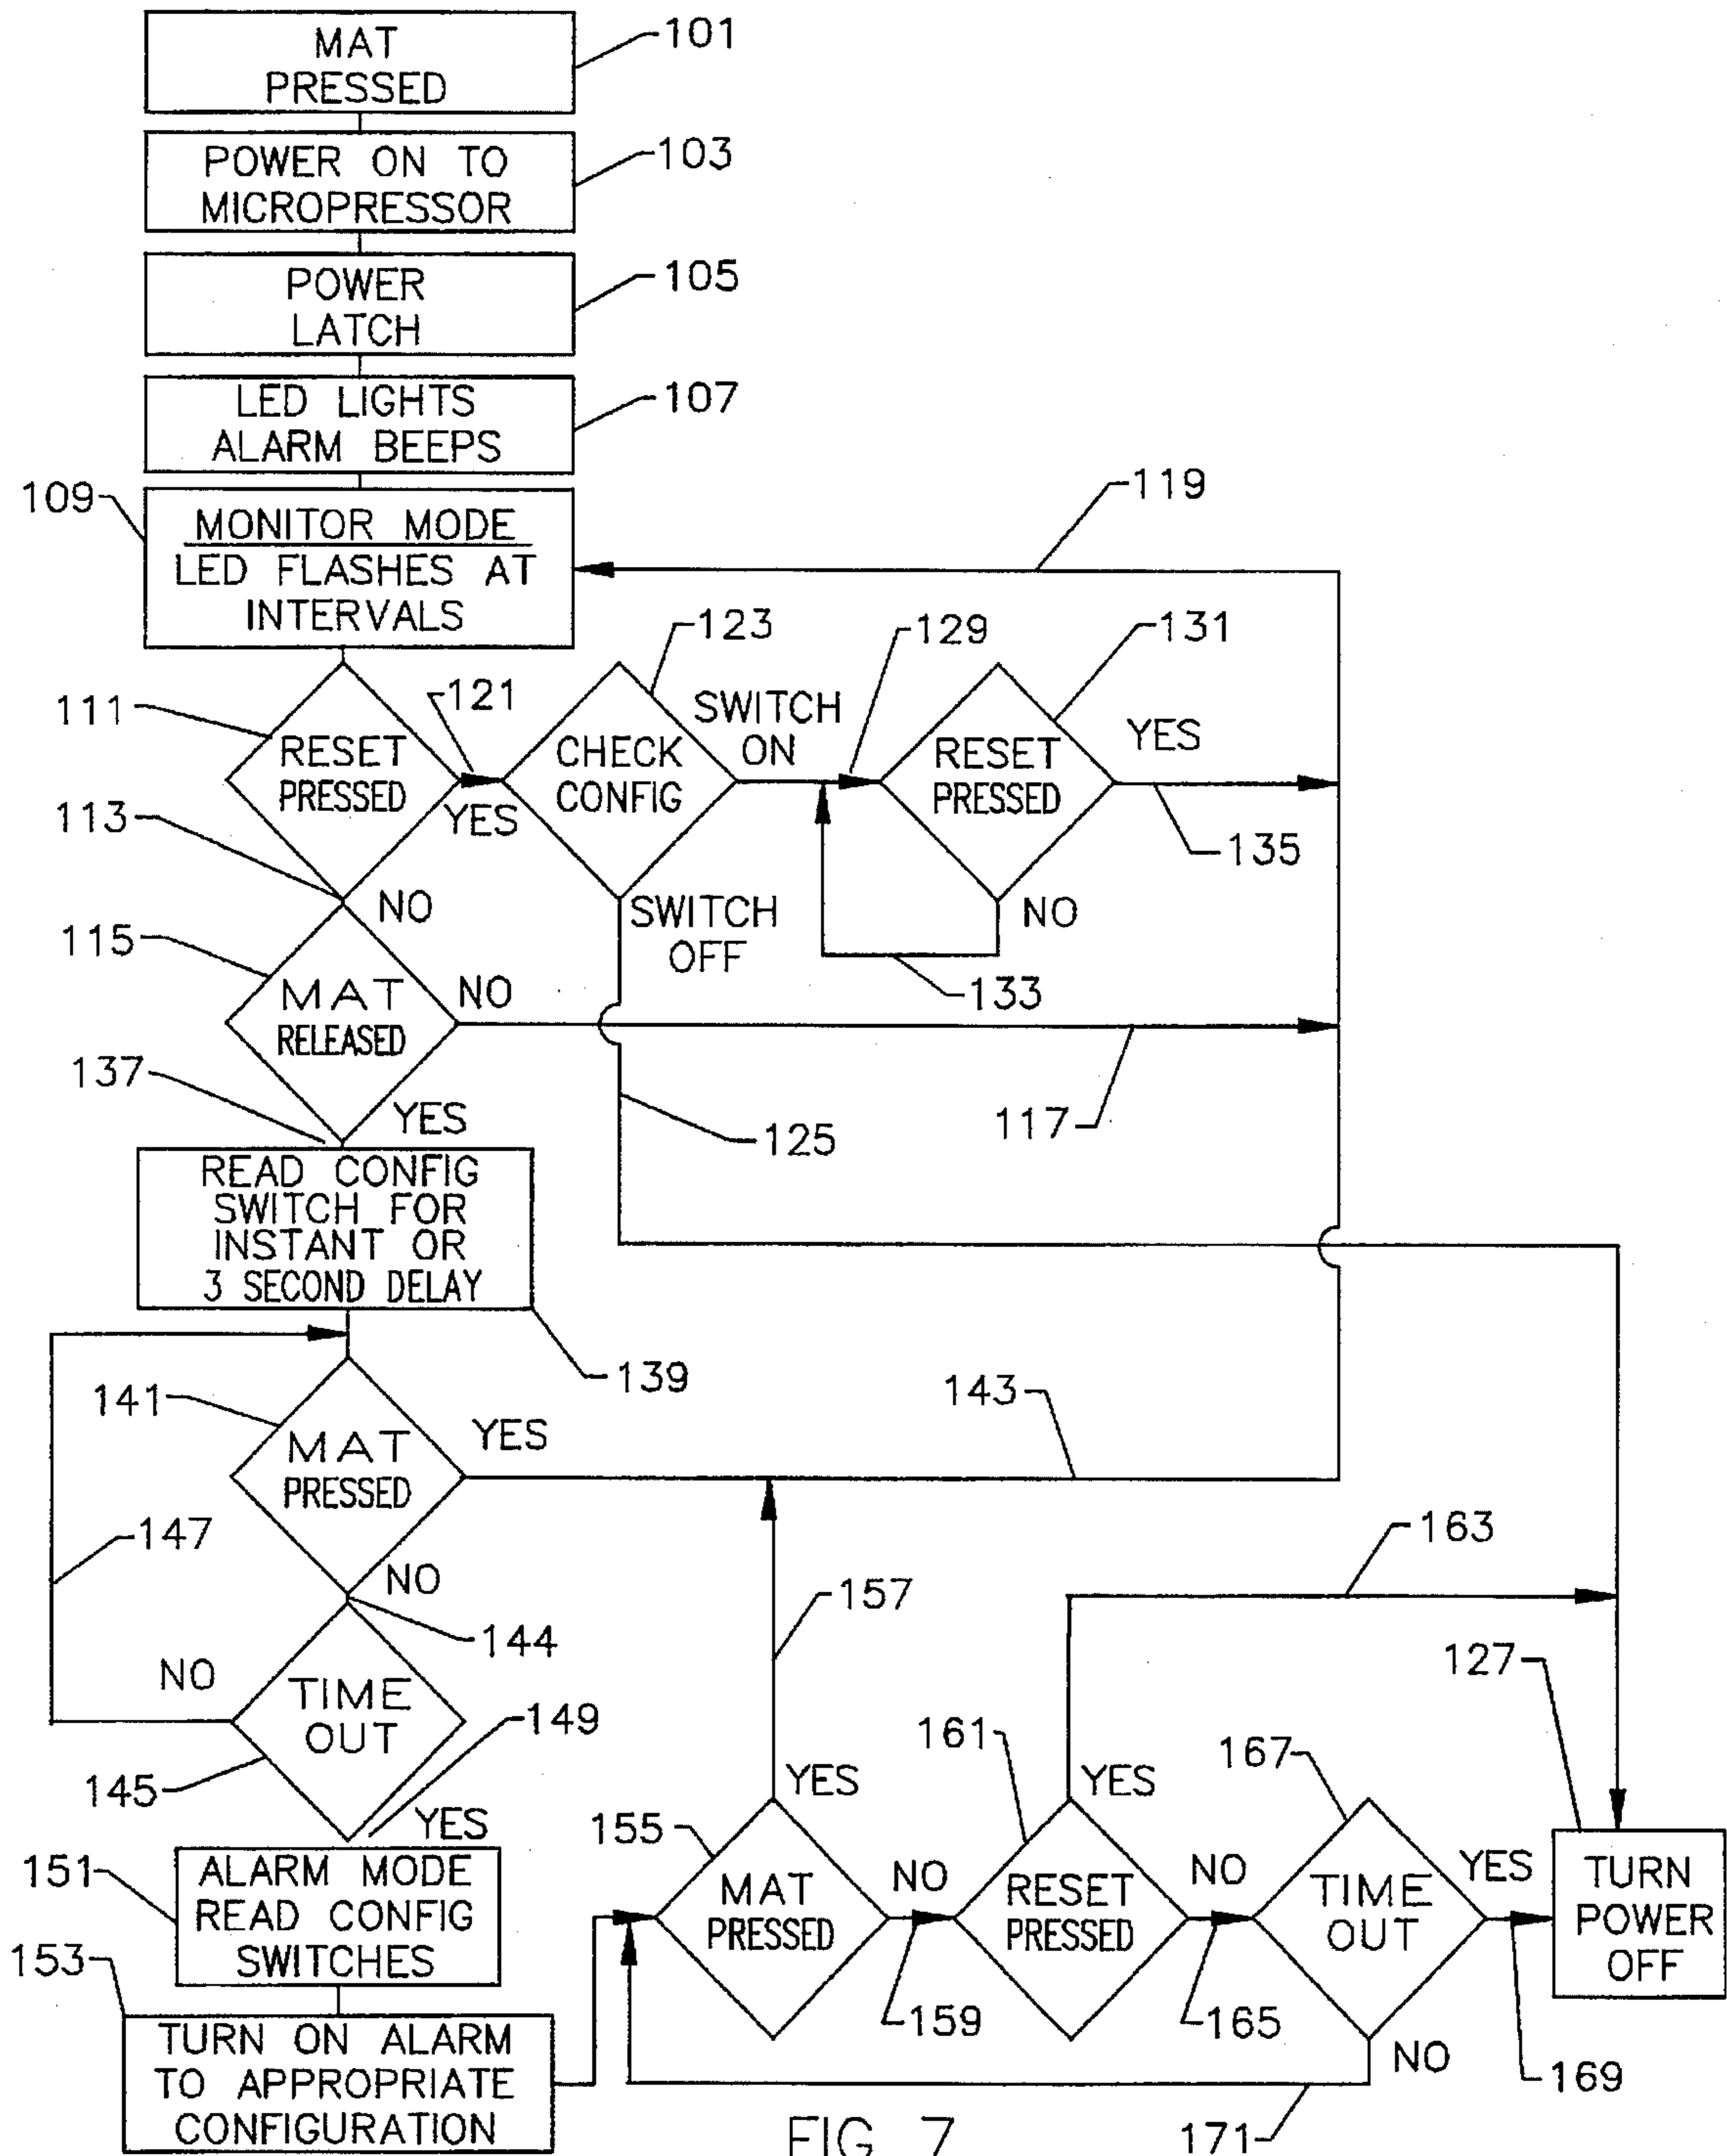 MAT
PRESSED
101
POWER ON TO
MICROPRESSOR
103
POWER
LATCH
105
LED LIGHTS
ALARM BEEPS
107
109
MONITOR MODE
LED FLASHES AT
INTERVALS
119
111
RESET
PRESSED
121
YES
123
CHECK
CONFIG
SWITCH
ON
129
131
RESET
PRESSED
YES
135
NO
133
113
NO
SWITCH
OFF
115
MAT
RELEASED
NO
117
125
137
YES
READ CONFIG
SWITCH FOR
INSTANT OR
3 SECOND DELAY
139
141
MAT
PRESSED
YES
143
147
NO
144
157
163
NO
TIME
OUT
149
145
YES
127
151
ALARM MODE
READ CONFIG
SWITCHES
155
MAT
PRESSED
YES
NO
159
161
RESET
PRESSED
YES
NO
165
167
TIME
OUT
YES
169
TURN
POWER
OFF
153
TURN ON ALARM
TO APPROPRIATE
CONFIGURATION
NO
171
FIG. 7